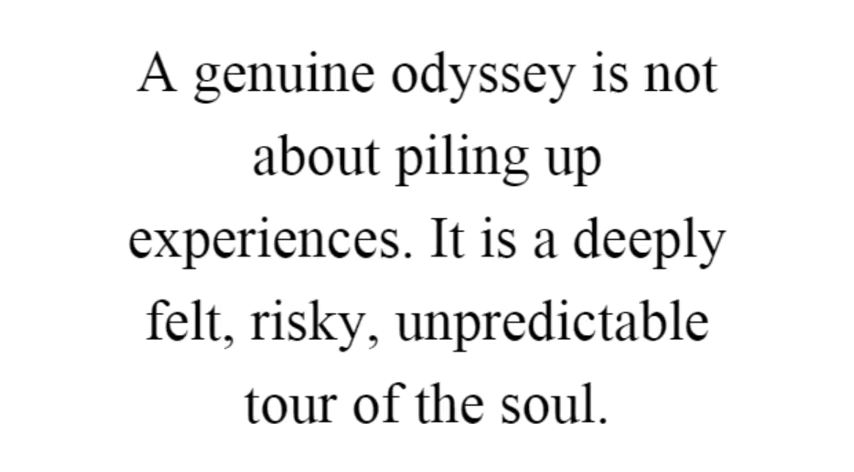 A genuine odyssey is not
about piling up
experiences. It is a deeply
felt, risky, unpredictable
tour of the soul.